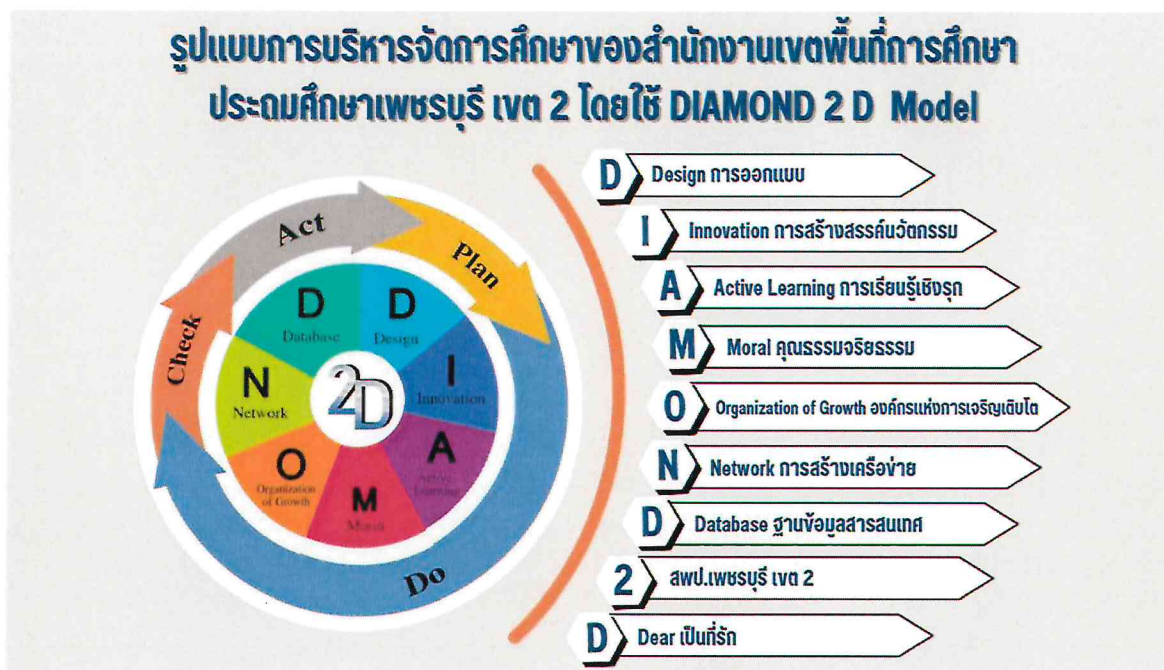 รูปแบบการบริหารจัดการศึกษาของสำนักงานเขตพื้นที่การศึกษา
ประถมศึกษาเพชรบุรี เขต 2 โดยใช้ DIAMOND 2 D Model
Act
Plan
Check
Do
D
Database
D
Design
I
Innovation
A
Active
Learning
M
Moral
O
Organization
of Growth
N
Network
2D
D Design การออกแบบ
I Innovation การสร้างสรรค์นวัตกรรม
A Active Learning การเรียนรู้เชิงรุก
M Moral คุณธรรมจริยธรรม
O Organization of Growth องค์กรแห่งการเจริญเติบโต
N Network การสร้างเครือข่าย
D Database ฐานข้อมูลสารสนเทศ
2 สพป.เพชรบุรี เขต 2
D Dear เป็นที่รัก